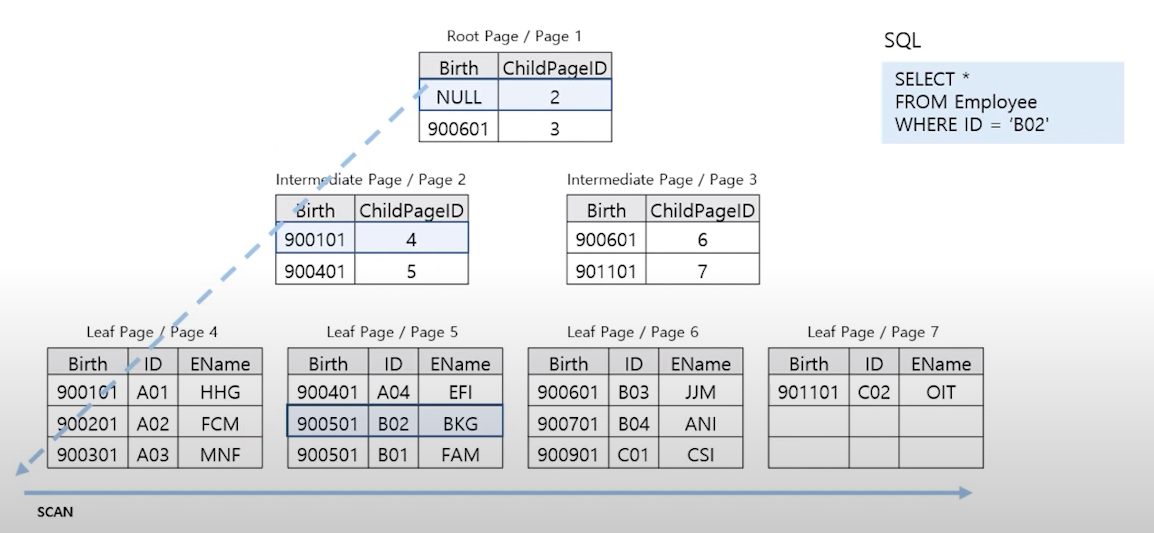 Root Page / Page 1
Birth ChildPageID
NULL 2
900601 3
SQL
SELECT *
FROM Employee
WHERE ID = ‘B02'
Intermediate Page / Page 2
Birth ChildPageID
900101 4
900401 5
Intermediate Page / Page 3
Birth ChildPageID
900601 6
901101 7
Leaf Page / Page 4
Birth ID EName
900101 A01 HHG
900201 A02 FCM
900301 A03 MNF
Leaf Page / Page 5
Birth ID EName
900401 A04 EFI
900501 B02 BKG
900501 B01 FAM
Leaf Page / Page 6
Birth ID EName
900601 B03 JJM
900701 B04 ANI
900901 C01 CSI
Leaf Page / Page 7
Birth ID EName
901101 C02 OIT
SCAN